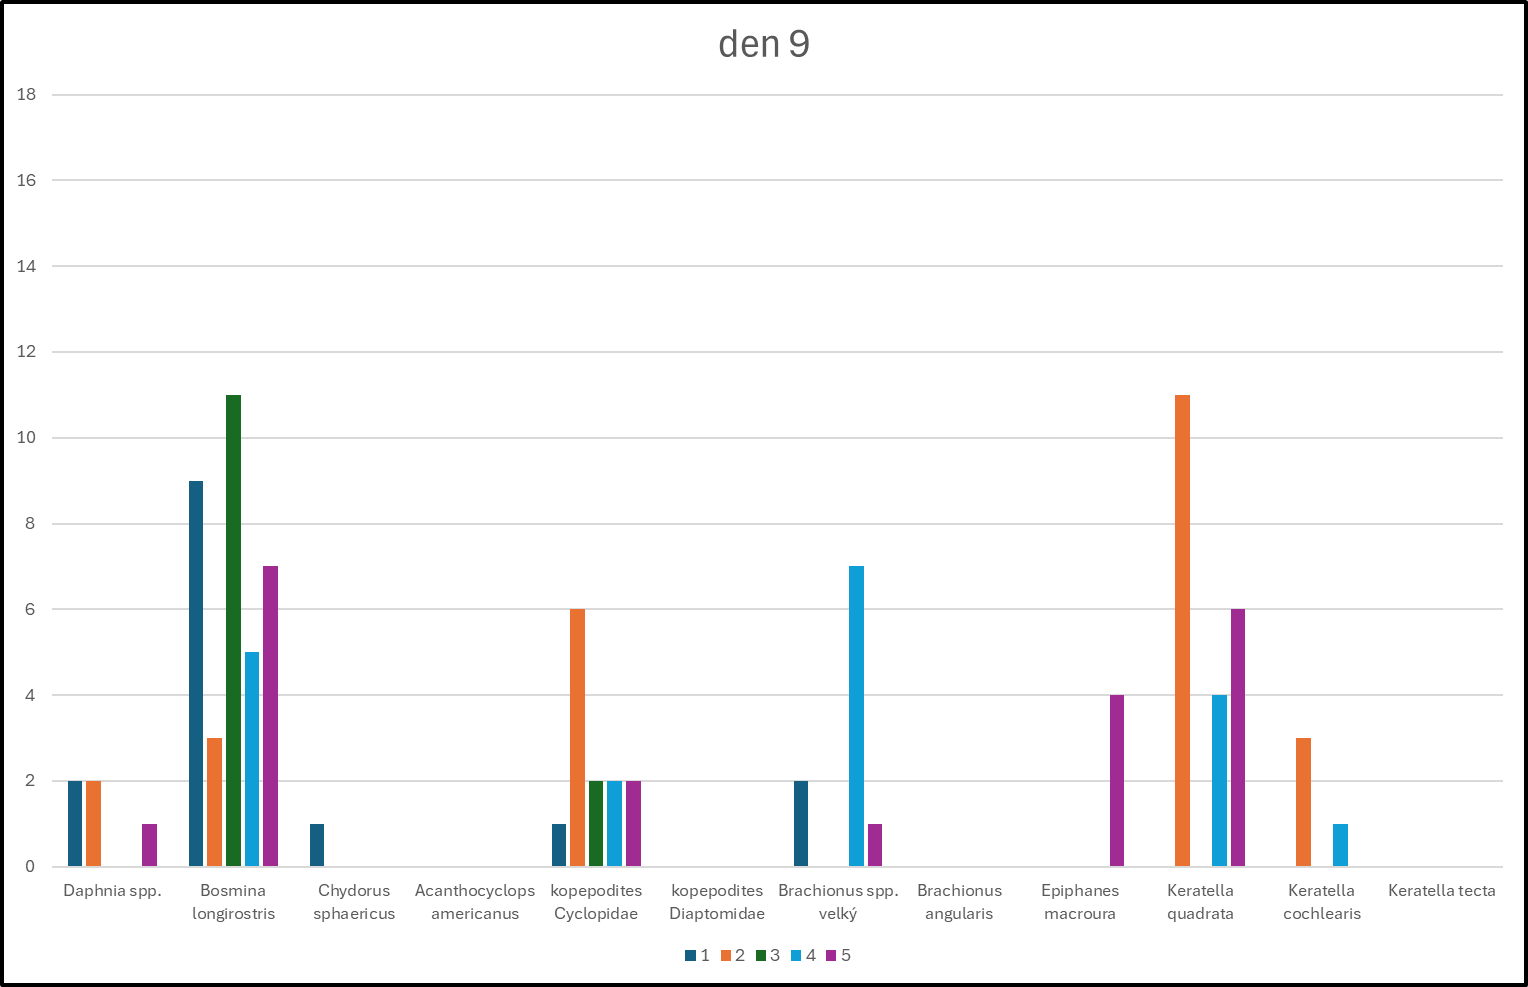 den 9
18
16
14
12
10
8
6
4
2
0
Daphnia spp.
Bosmina
longirostris
Chydorus
sphaericus
Acanthocyclops
americanus
kopepodites
Cyclopidae
kopepodites
Diaptomidae
Brachionus spp.
velký
Brachionus
angularis
Epiphanes
macroura
Keratella
quadrata
Keratella
cochlearis
Keratella tecta
1 2 3 4 5